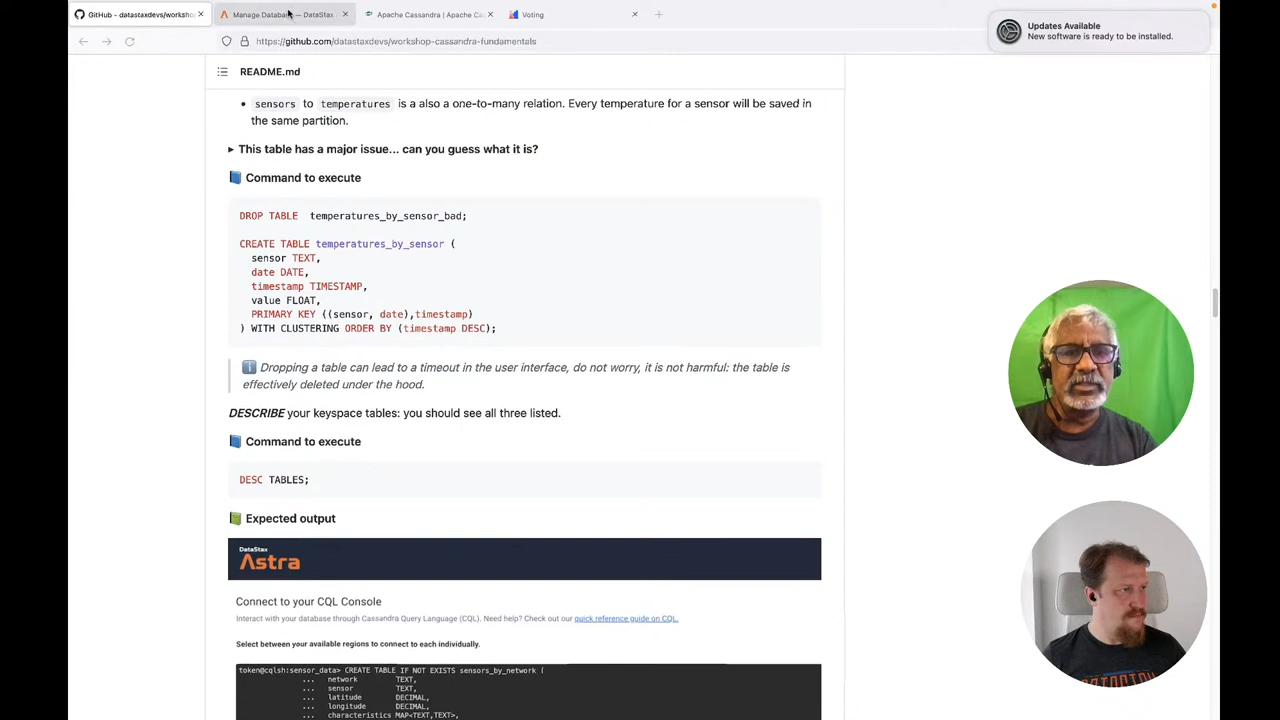 GitHub - datastaxdevs/worksho
Manage Database — DataStax
Apache Cassandra | Apache Ca
Voting
https://github.com/datastaxdevs/workshop-cassandra-fundamentals
Updates Available
New software is ready to be installed.
README.md
sensors to temperatures is a also a one-to-many relation. Every temperature for a sensor will be saved in
the same partition.
This table has a major issue... can you guess what it is?
Command to execute
DROP TABLE temperatures_by_sensor_bad;
CREATE TABLE temperatures_by_sensor (
sensor TEXT,
date DATE,
timestamp TIMESTAMP,
value FLOAT,
PRIMARY KEY ((sensor, date),timestamp)
) WITH CLUSTERING ORDER BY (timestamp DESC);
Dropping a table can lead to a timeout in the user interface, do not worry, it is not harmful: the table is
effectively deleted under the hood.
DESCRIBE your keyspace tables: you should see all three listed.
Command to execute
DESC TABLES;
Expected output
DataStax
Astra
Connect to your CQL Console
Interact with your database through Cassandra Query Language (CQL). Need help? Check out our quick reference guide on CQL.
Select between your available regions to connect to each individually.
token@cqlsh:sensor_data> CREATE TABLE IF NOT EXISTS sensors_by_network (
... network TEXT,
... sensor TEXT,
... latitude DECIMAL,
... longitude DECIMAL,
... characteristics MAP<TEXT,TEXT>,